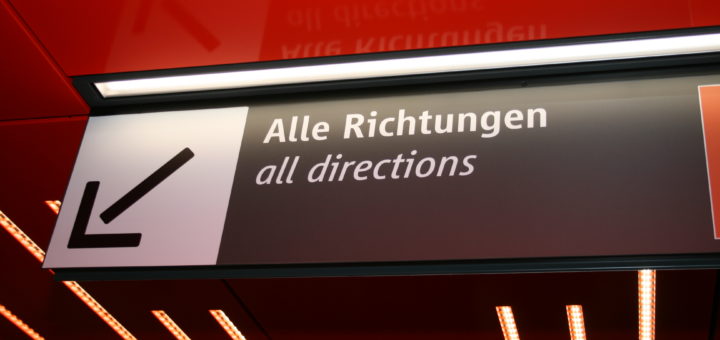 Alle Richtungen
all directions